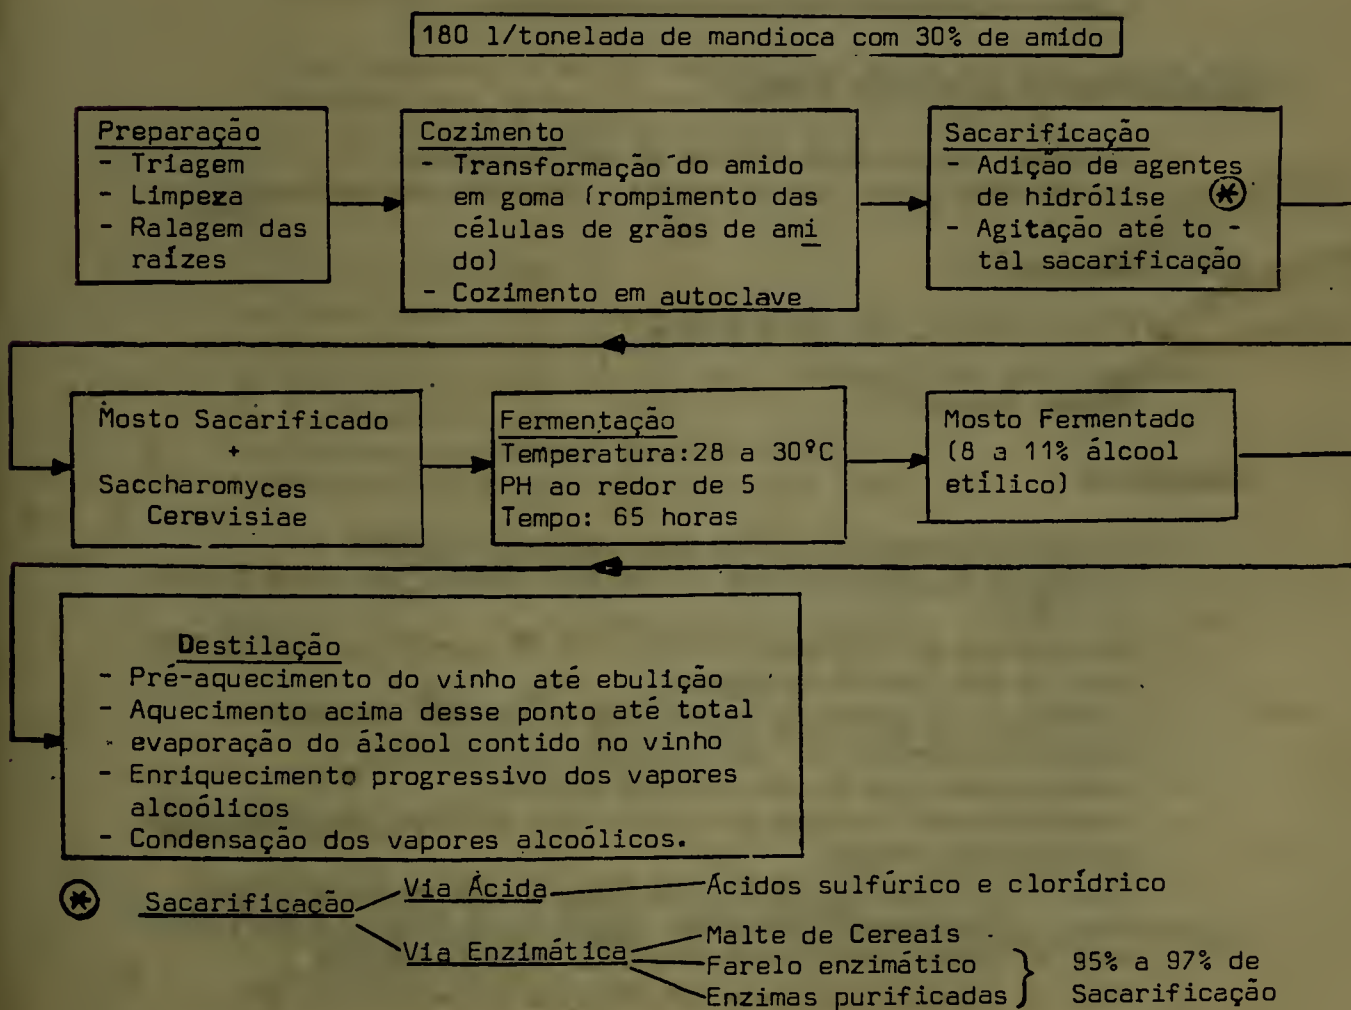 180 l/tonelada de mandioca com 30% de amido
Preparação
- Triagem
- Limpeza
- Ralagem das
raízes
Cozimento
- Transformação do amido
em goma (rompimento das
células de grãos de ami
do)
- Cozimento em autoclave
Sacarificação
- Adição de agentes
de hidrólise (*)
- Agitação até to -
tal sacarificação
Mosto Sacarificado
+
Saccharomyces
Cerevisiae
Fermentação
Temperatura: 28 a 30ºC
PH ao redor de 5
Tempo: 65 horas
Mosto Fermentado
(8 a 11% álcool
etílico)
Destilação
- Pré-aquecimento do vinho até ebulição
- Aquecimento acima desse ponto até total
evaporação do álcool contido no vinho
- Enriquecimento progressivo dos vapores
alcoólicos
- Condensação dos vapores alcoólicos.
(*) Sacarificação
Via Ácida
Ácidos sulfúrico e clorídrico
Via Enzimática
Malte de Cereais
Farelo enzimático
Enzimas purificadas
95% a 97% de
Sacarificação